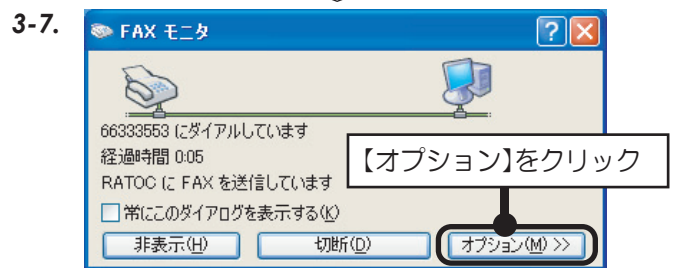 3-7.
FAX モニタ
66333553 にダイアルしています
経過時間 0:05
RATOC に FAX を送信しています
【オプション】をクリック
常にこのダイアログを表示する(K)
非表示(H) 切断(D) オプション(M) >>